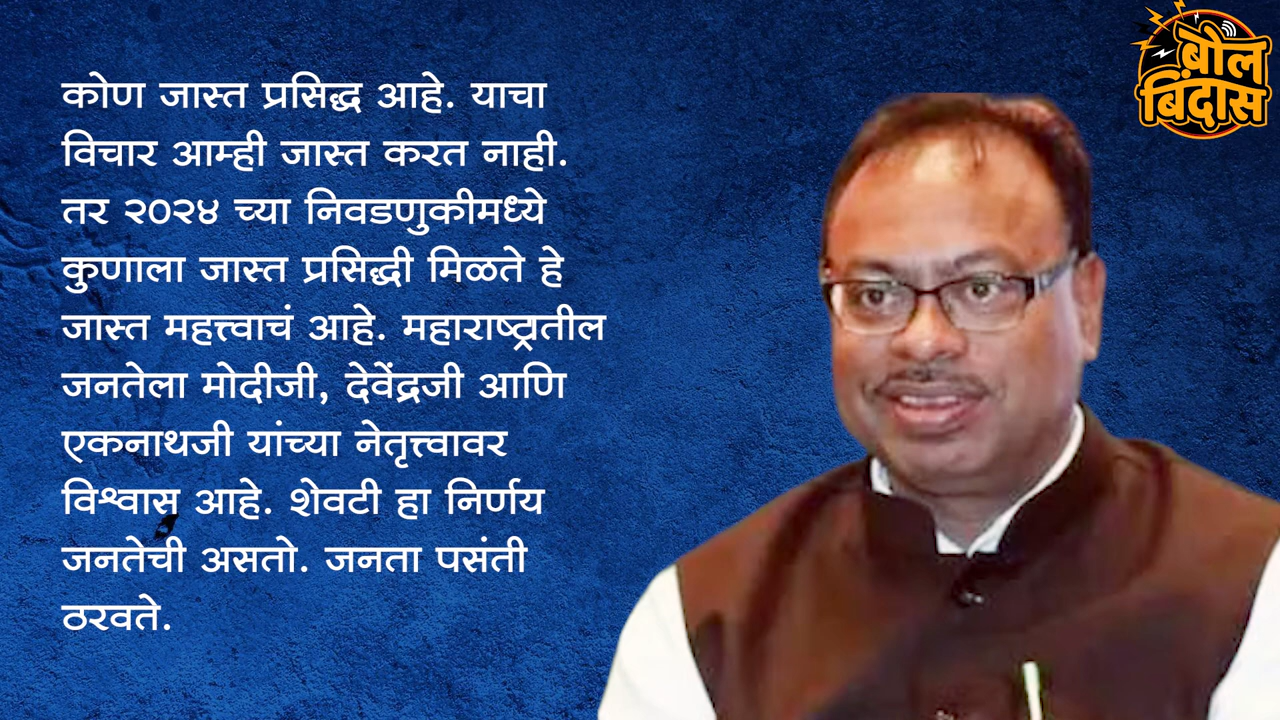 बोल
बिंदास
कोण जास्त प्रसिद्ध आहे. याचा
विचार आम्ही जास्त करत नाही.
तर २०२४ च्या निवडणुकीमध्ये
कुणाला जास्त प्रसिद्धी मिळते हे
जास्त महत्त्वाचं आहे. महाराष्ट्रतील
जनतेला मोदीजी, देवेंद्रजी आणि
एकनाथजी यांच्या नेतृत्त्वावर
विश्वास आहे. शेवटी हा निर्णय
जनतेची असतो. जनता पसंती
ठरवते.